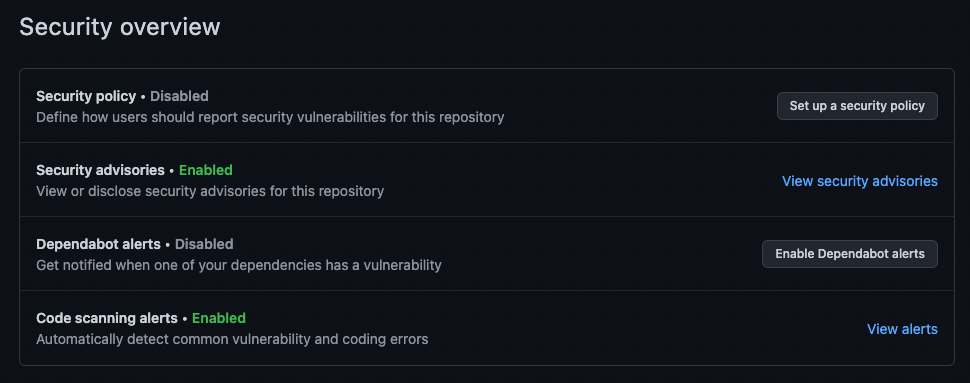 Security overview
Security policy • Disabled
Define how users should report security vulnerabilities for this repository
Set up a security policy
Security advisories • Enabled
View or disclose security advisories for this repository
View security advisories
Dependabot alerts • Disabled
Get notified when one of your dependencies has a vulnerability
Enable Dependabot alerts
Code scanning alerts • Enabled
Automatically detect common vulnerability and coding errors
View alerts